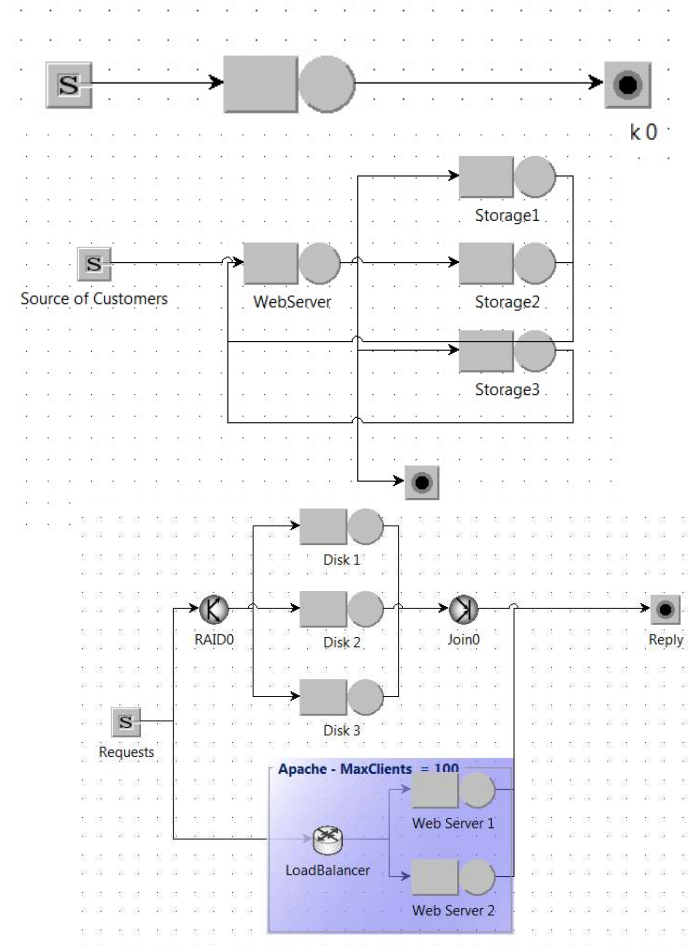 S
k 0
Storage1
S
Source of Customers
WebServer
Storage2
Storage3
Disk 1
RAID0
Disk 2
Join0
Reply
Disk 3
S
Requests
Apache - MaxClients = 100
Web Server 1
LoadBalancer
Web Server 2